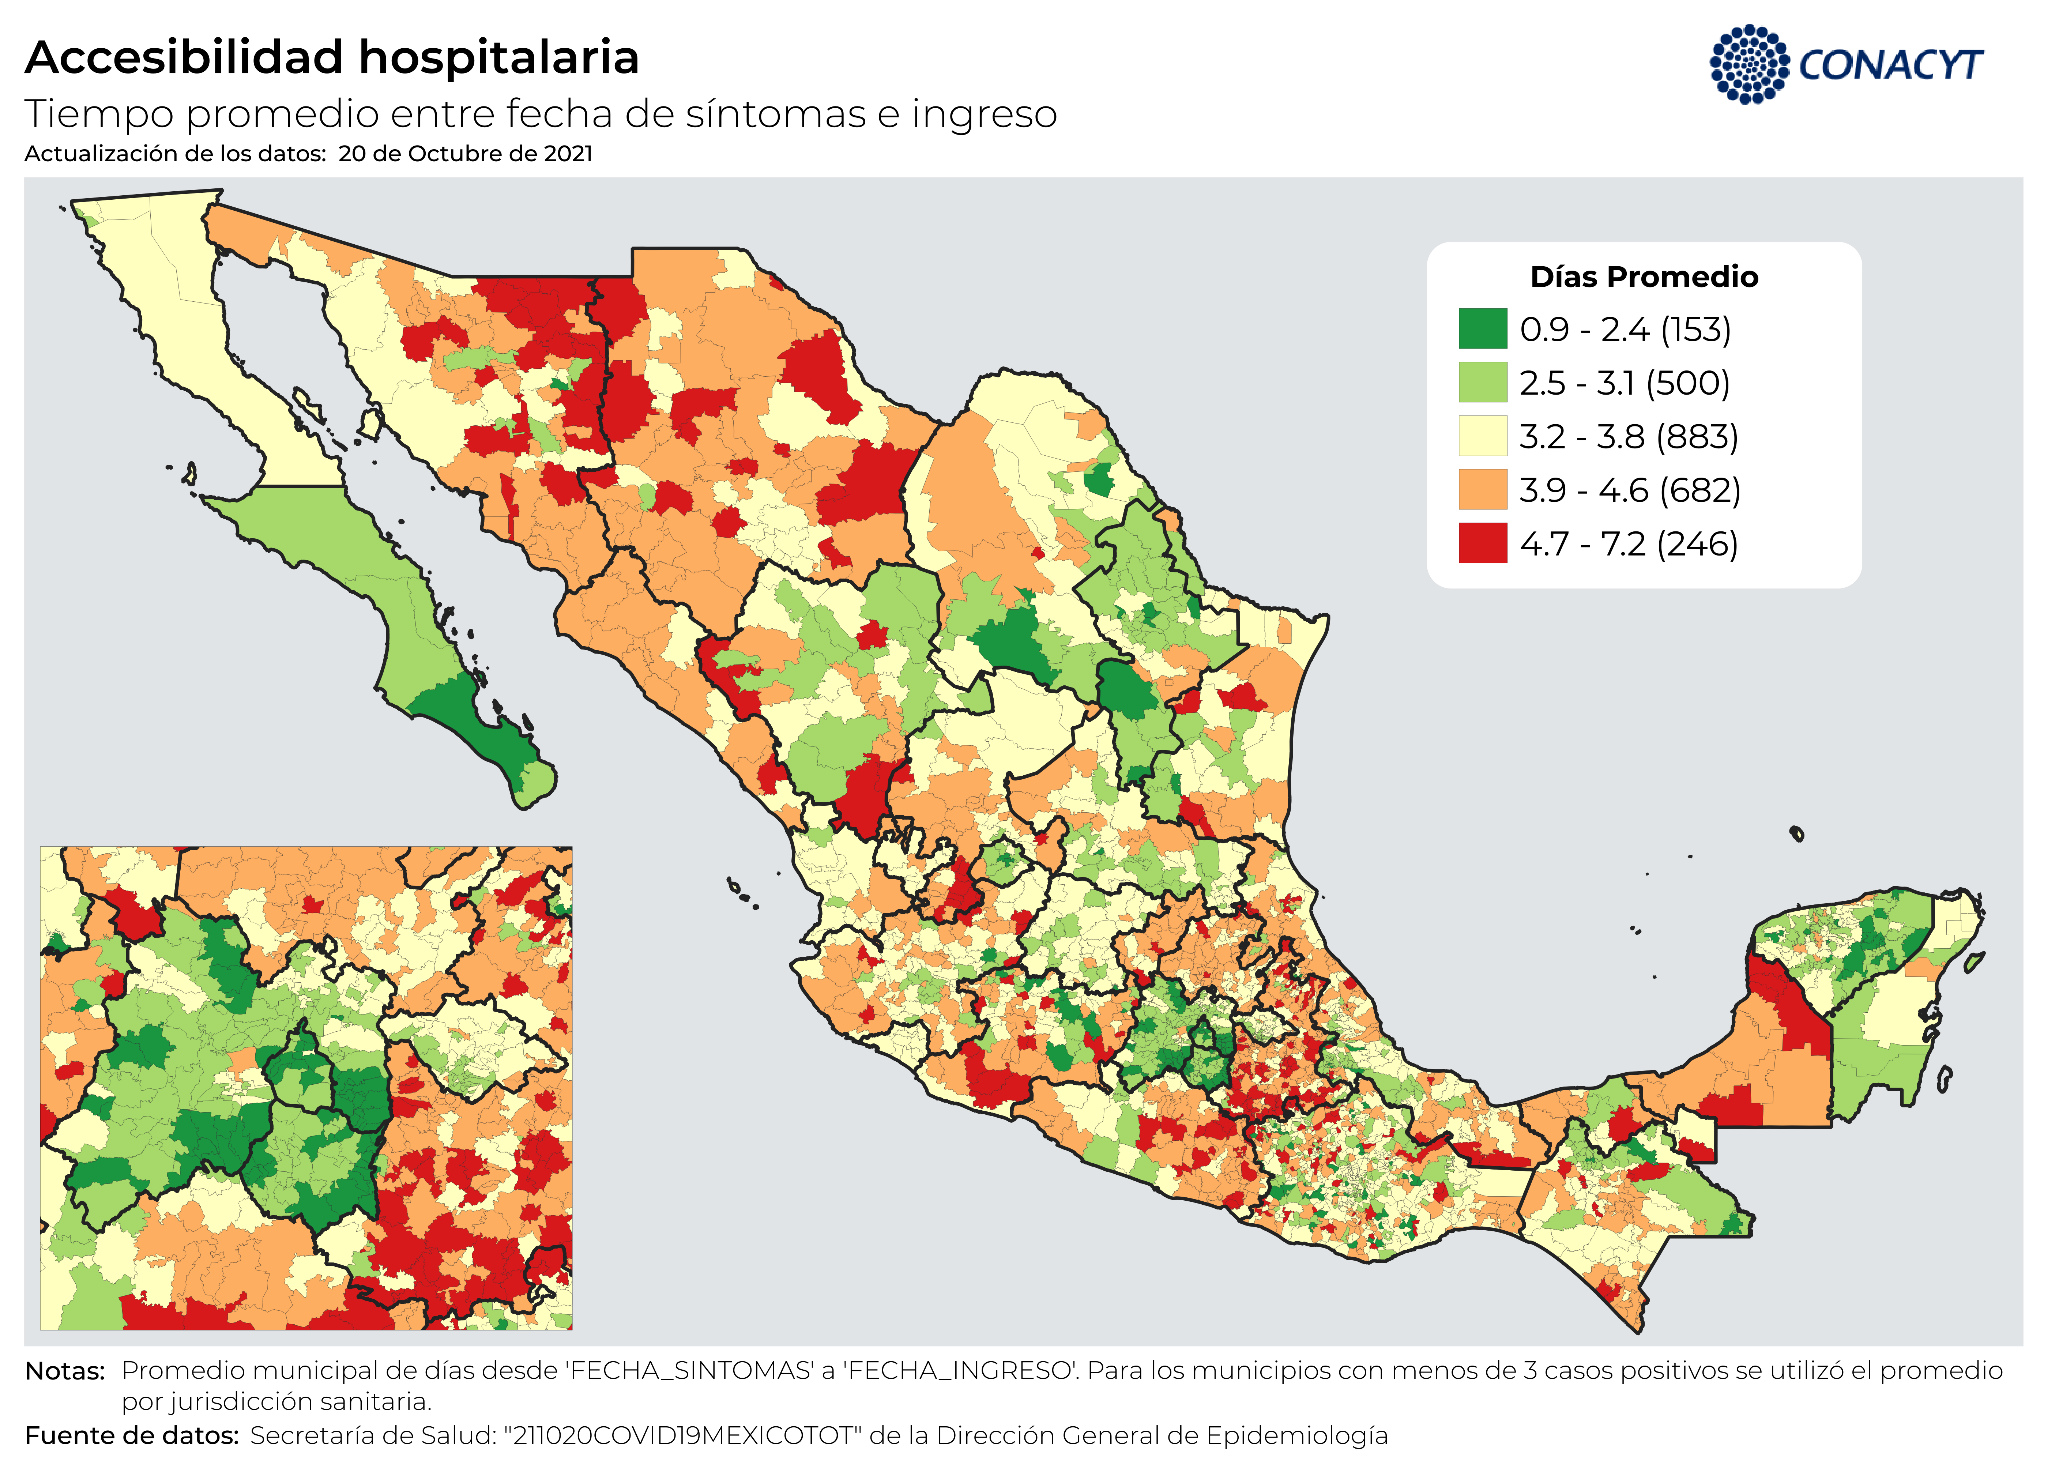 Accesibilidad hospitalaria
CONACYT
Tiempo promedio entre fecha de síntomas e ingreso
Actualización de los datos: 20 de Octubre de 2021
Días Promedio
0.9 - 2.4 (153)
2.5 - 3.1 (500)
3.2 - 3.8 (883)
3.9 - 4.6 (682)
4.7 - 7.2 (246)
Notas: Promedio municipal de días desde 'FECHA_SINTOMAS' a 'FECHA_INGRESO'. Para los municipios con menos de 3 casos positivos se utilizó el promedio
por jurisdicción sanitaria.
Fuente de datos: Secretaría de Salud: "211020COVID19MEXICOTOT" de la Dirección General de Epidemiología